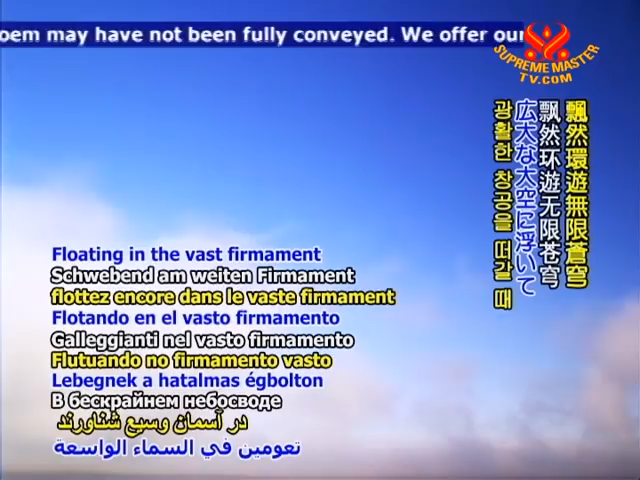 oem may have not been fully conveyed. We offer our
SUPREME MASTER
TV.COM
飄然環遊無限蒼穹
飘然环遊无限苍穹
広大な大空に浮いて
광활한 창공을 떠갈 때
Floating in the vast firmament
Schwebend am weiten Firmament
flottez encore dans le vaste firmament
Flotando en el vasto firmamento
Galleggianti nel vasto firmamento
Flutuando no firmamento vasto
Lebegnek a hatalmas égbolton
В бескрайнем небосводе
در آسمان وسیع شناورند
تعومين في السماء الواسعة